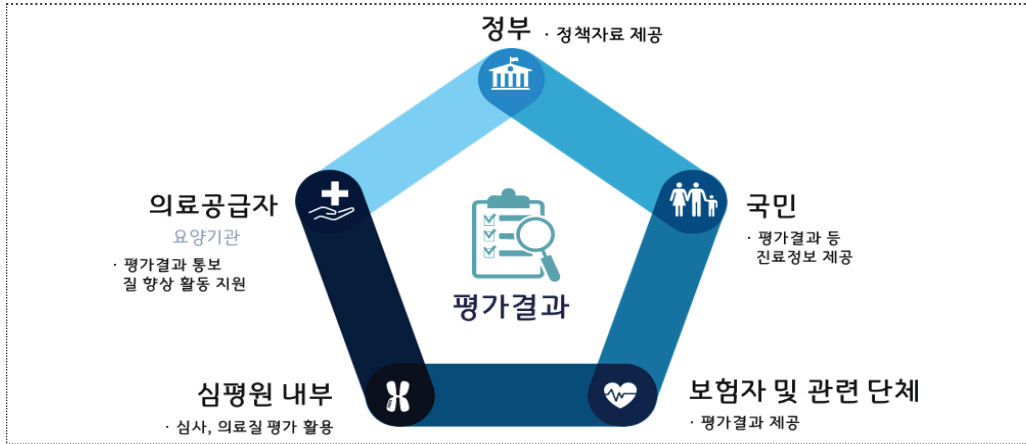 정부
· 정책자료 제공
의료공급자
요양기관
· 평가결과 통보
질 향상 활동 지원
국민
· 평가결과 등
진료정보 제공
평가결과
심평원 내부
· 심사, 의료질 평가 활용
보험자 및 관련 단체
· 평가결과 제공